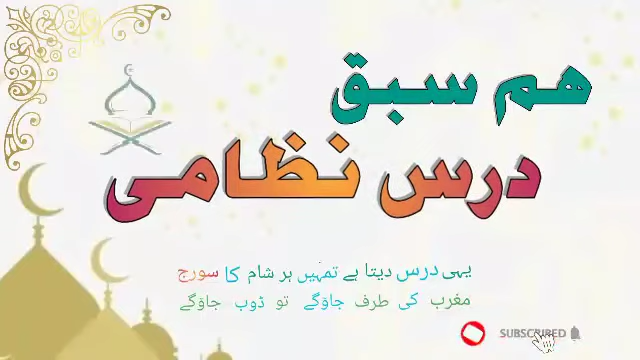 ھم سبق
درس نظامی
یہی درس دیتا ہے تمہیں ہر شام کا سورج
مغرب کی طرف جاؤگے تو ڈوب جاؤگے
SUBSCRIBED